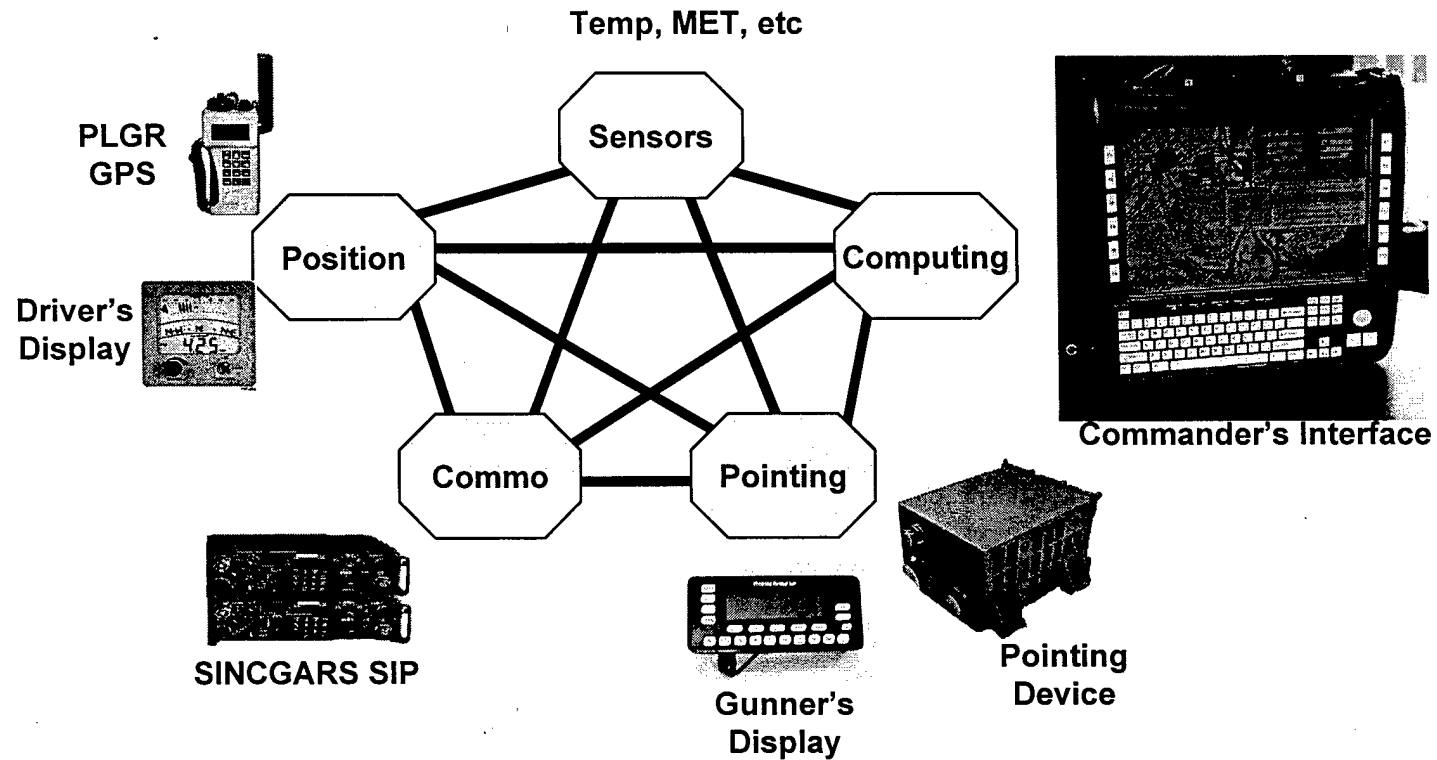 Temp, MET, etc
PLGR
GPS
Sensors
Position
Computing
Driver's
Display
425
Commander's Interface
Commo
Pointing
SINCGARS SIP
Gunner's
Display
Pointing
Device